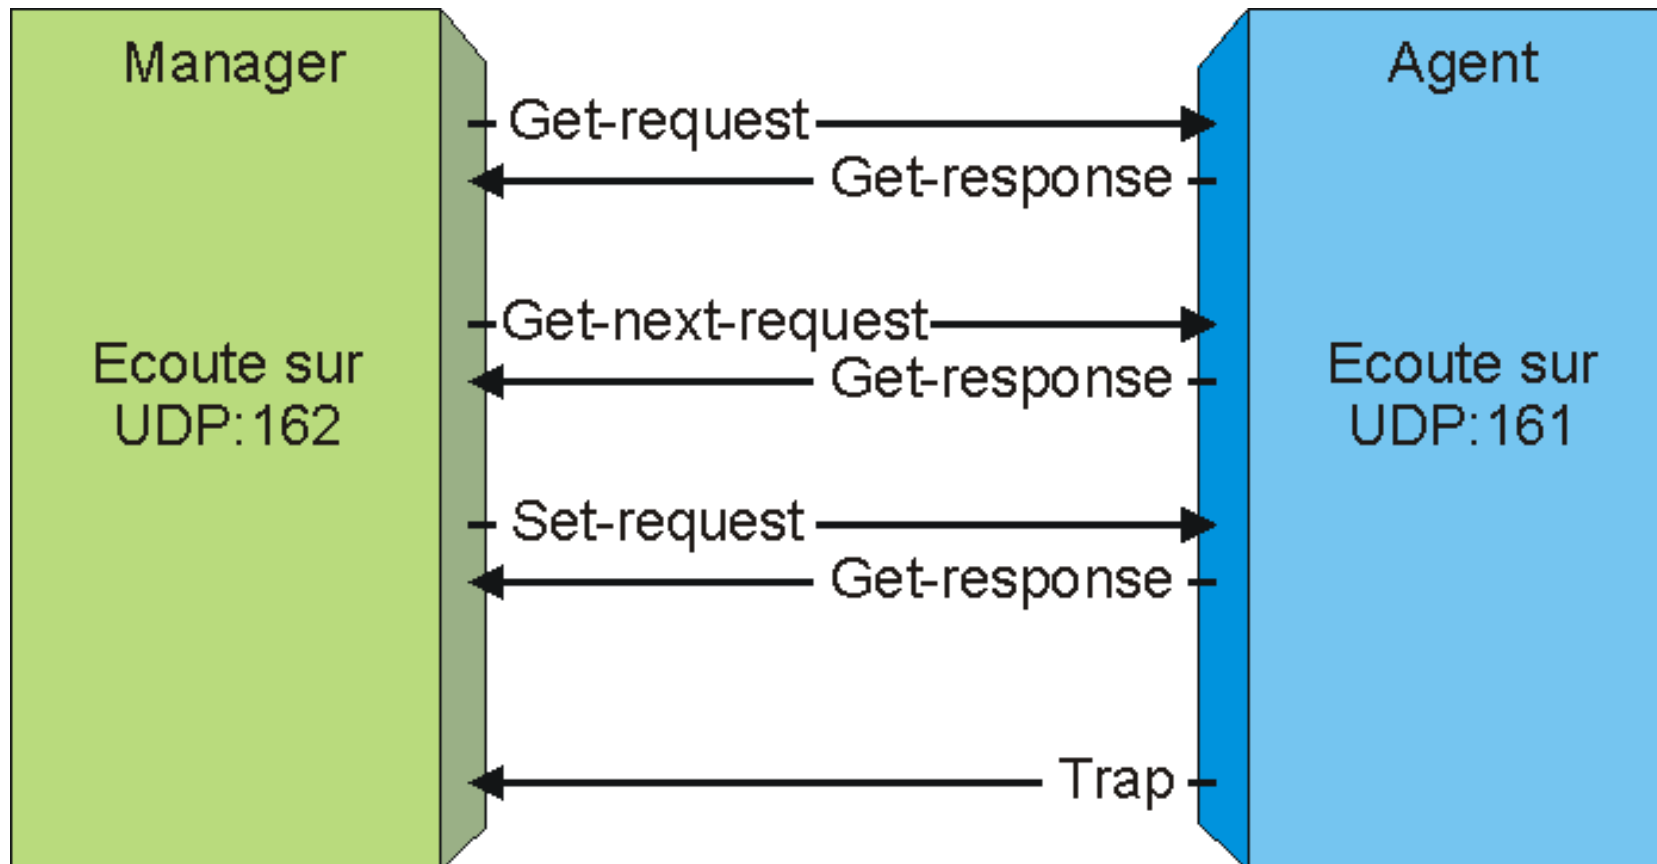 Manager
Agent
Get-request
Get-response
Get-next-request
Get-response
Ecoute sur
UDP:162
Ecoute sur
UDP:161
Set-request
Get-response
Trap